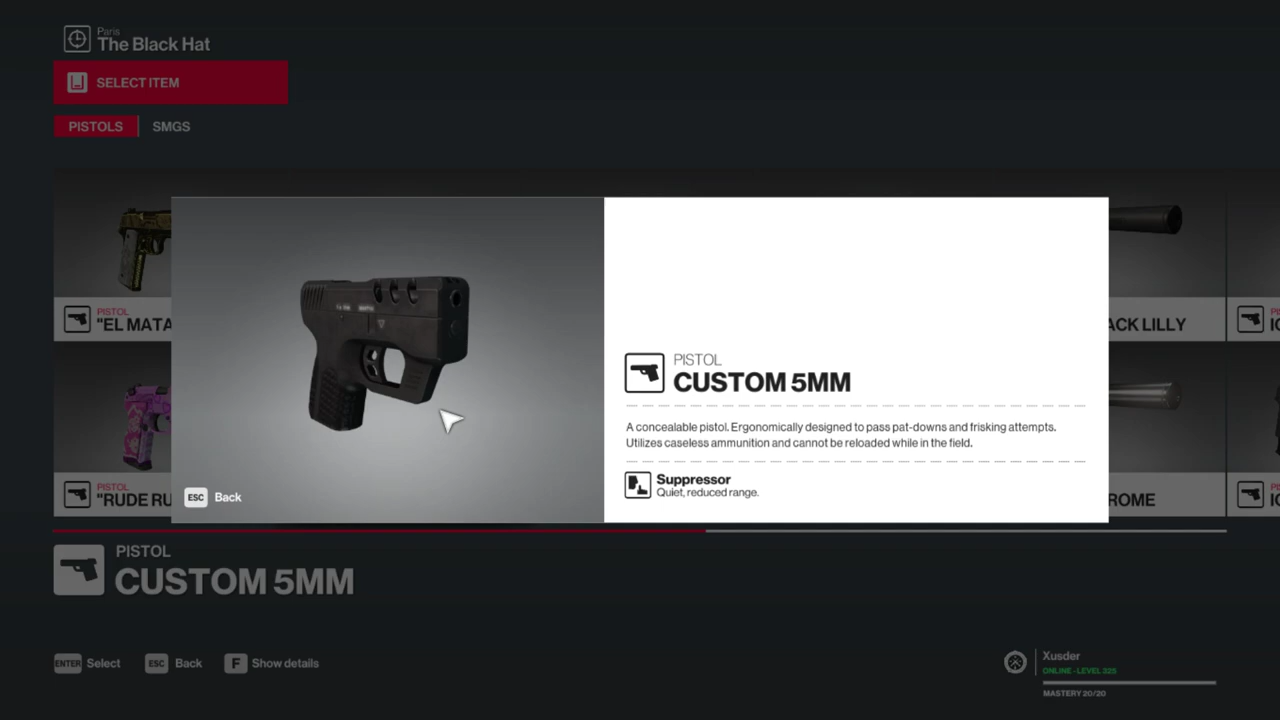 Paris
The Black Hat
SELECT ITEM
PISTOLS
SMGS
PISTOL
"EL MATA
ACK LILLY
PISTOL
CUSTOM 5MM
A concealable pistol. Ergonomically designed to pass pat-downs and frisking attempts.
Utilizes caseless ammunition and cannot be reloaded while in the field.
Suppressor
Quiet, reduced range.
PISTOL
"RUDE RU
ROME
ESC Back
PISTOL
CUSTOM 5MM
ENTER Select
ESC Back
F Show details
Xusder
ONLINE - LEVEL 325
MASTERY 20/20